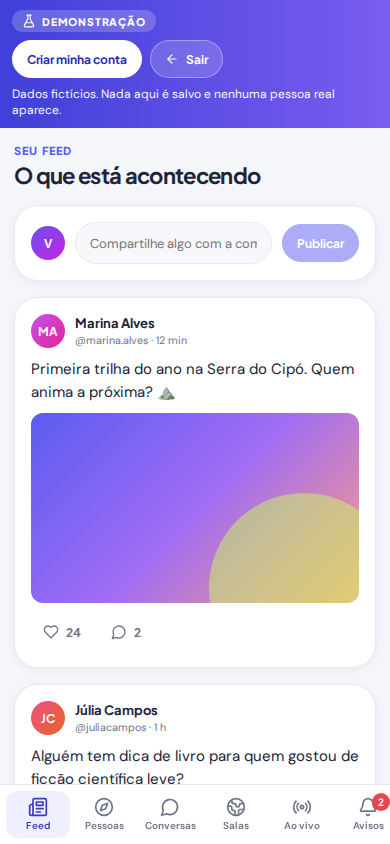 DEMONSTRAÇÃO
Criar minha conta
Sair
Dados fictícios. Nada aqui é salvo e nenhuma pessoa real
aparece.
SEU FEED
O que está acontecendo
V
Compartilhe algo com a com
Publicar
MA
Marina Alves
@marina.alves · 12 min
Primeira trilha do ano na Serra do Cipó. Quem
anima a próxima? ⛰️
24
2
JC
Júlia Campos
@juliacampos · 1 h
Alguém tem dica de livro para quem gostou de
ficção científica leve?
2
Feed
Pessoas
Conversas
Salas
Ao vivo
Avisos